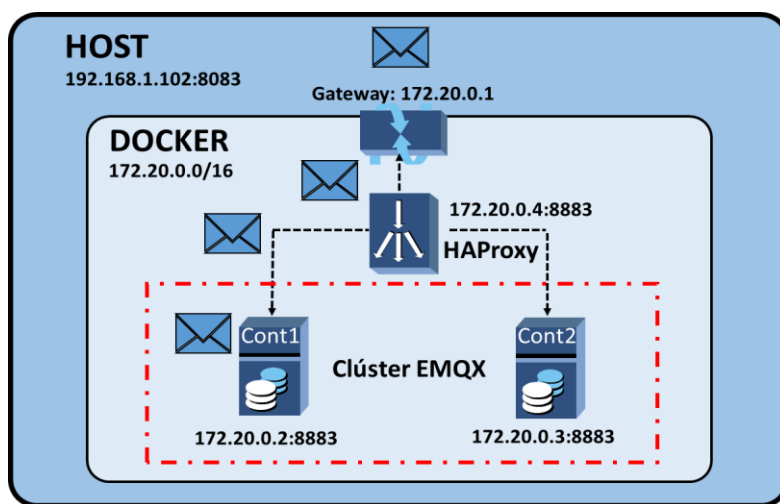 HOST
192.168.1.102:8083
Gateway: 172.20.0.1
DOCKER
172.20.0.0/16
172.20.0.4:8883
HAProxy
Cont1
Cont2
Clúster EMQX
172.20.0.2:8883
172.20.0.3:8883